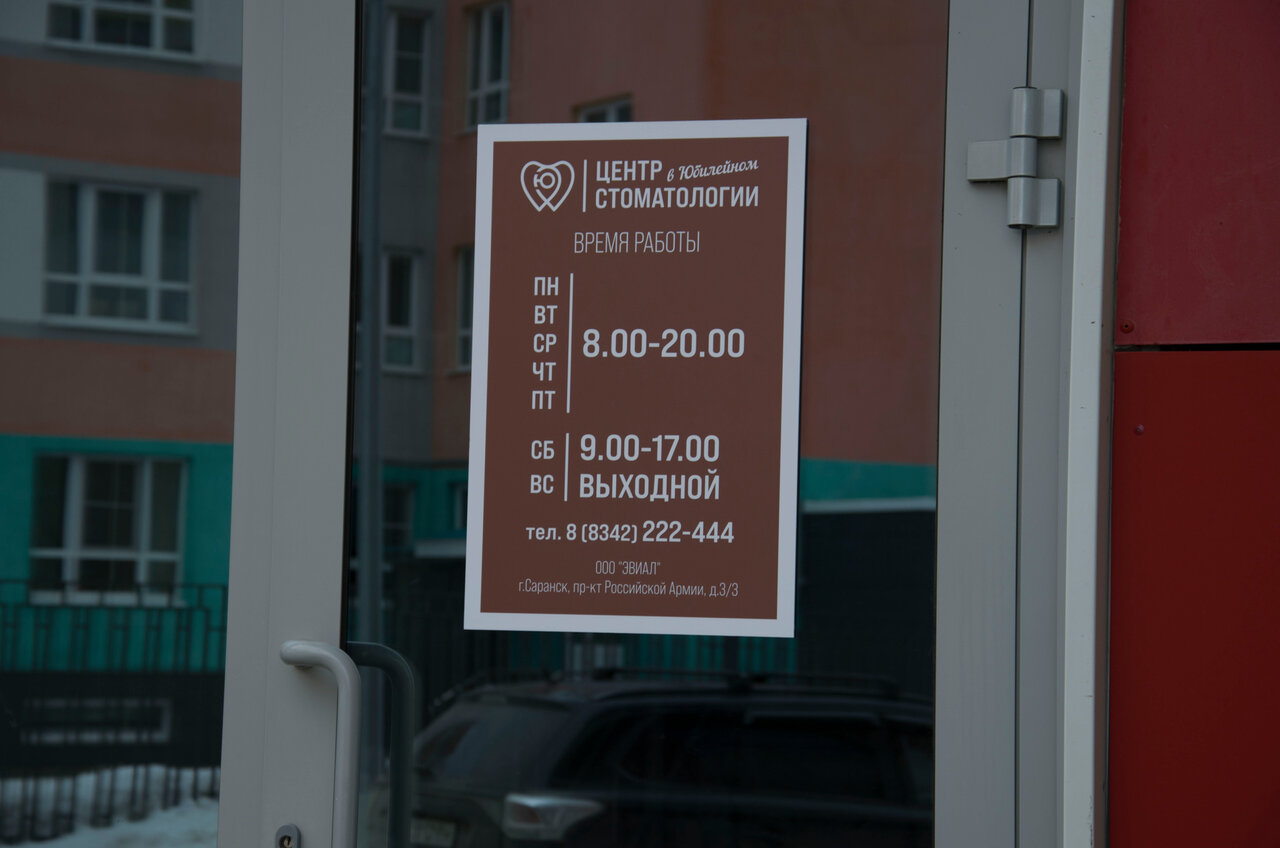 Ю
ЦЕНТР в Юбилейном
СТОМАТОЛОГИИ
ВРЕМЯ РАБОТЫ
ПН
ВТ
СР 8.00-20.00
ЧТ
ПТ
СБ 9.00-17.00
ВС ВЫХОДНОЙ
тел. 8 (8342) 222-444
ООО "ЭВИАЛ"
г.Саранск, пр-кт Российской Армии, д.3/3